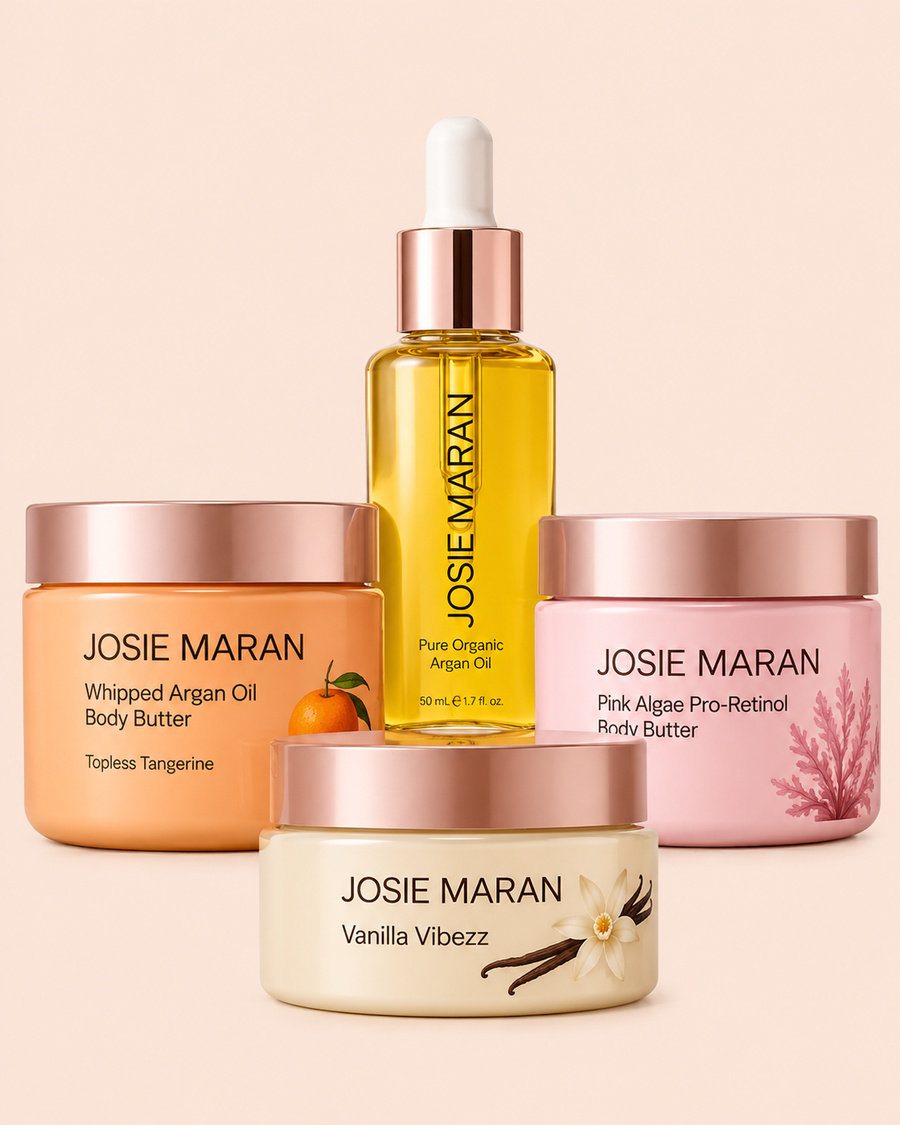 JOSIE MARAN
Pure Organic
Argan Oil
50 mL ℮ 1.7 fl. oz.
JOSIE MARAN
Whipped Argan Oil
Body Butter
Topless Tangerine
JOSIE MARAN
Pink Algae Pro-Retinol
Body Butter
JOSIE MARAN
Vanilla Vibezz